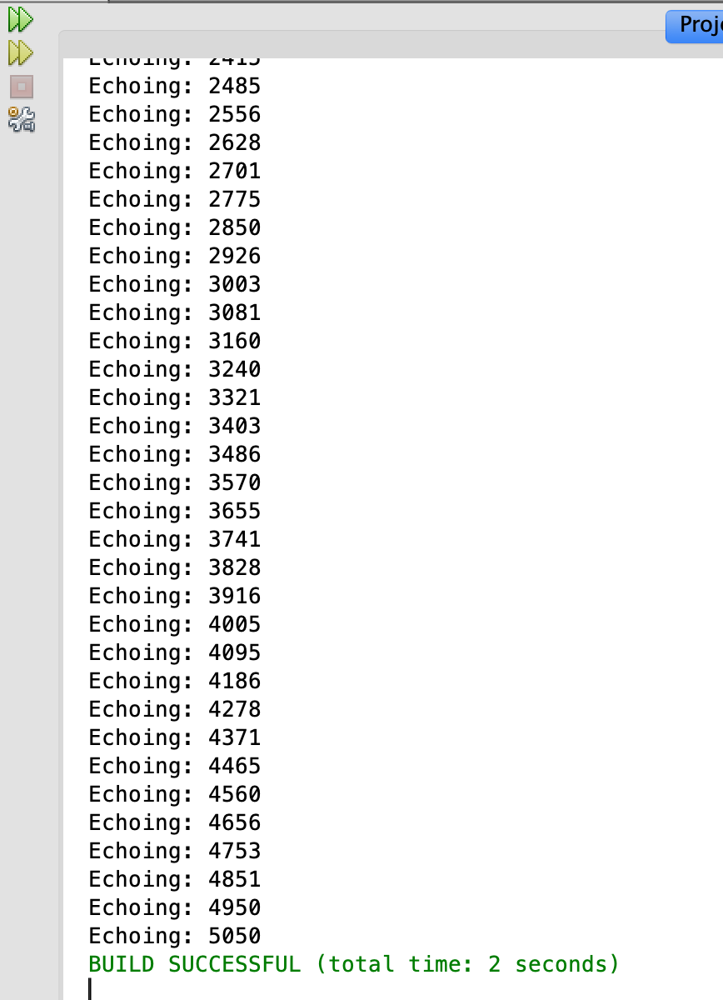 Proje
Echoing: 2415
Echoing: 2485
Echoing: 2556
Echoing: 2628
Echoing: 2701
Echoing: 2775
Echoing: 2850
Echoing: 2926
Echoing: 3003
Echoing: 3081
Echoing: 3160
Echoing: 3240
Echoing: 3321
Echoing: 3403
Echoing: 3486
Echoing: 3570
Echoing: 3655
Echoing: 3741
Echoing: 3828
Echoing: 3916
Echoing: 4005
Echoing: 4095
Echoing: 4186
Echoing: 4278
Echoing: 4371
Echoing: 4465
Echoing: 4560
Echoing: 4656
Echoing: 4753
Echoing: 4851
Echoing: 4950
Echoing: 5050
BUILD SUCCESSFUL (total time: 2 seconds)